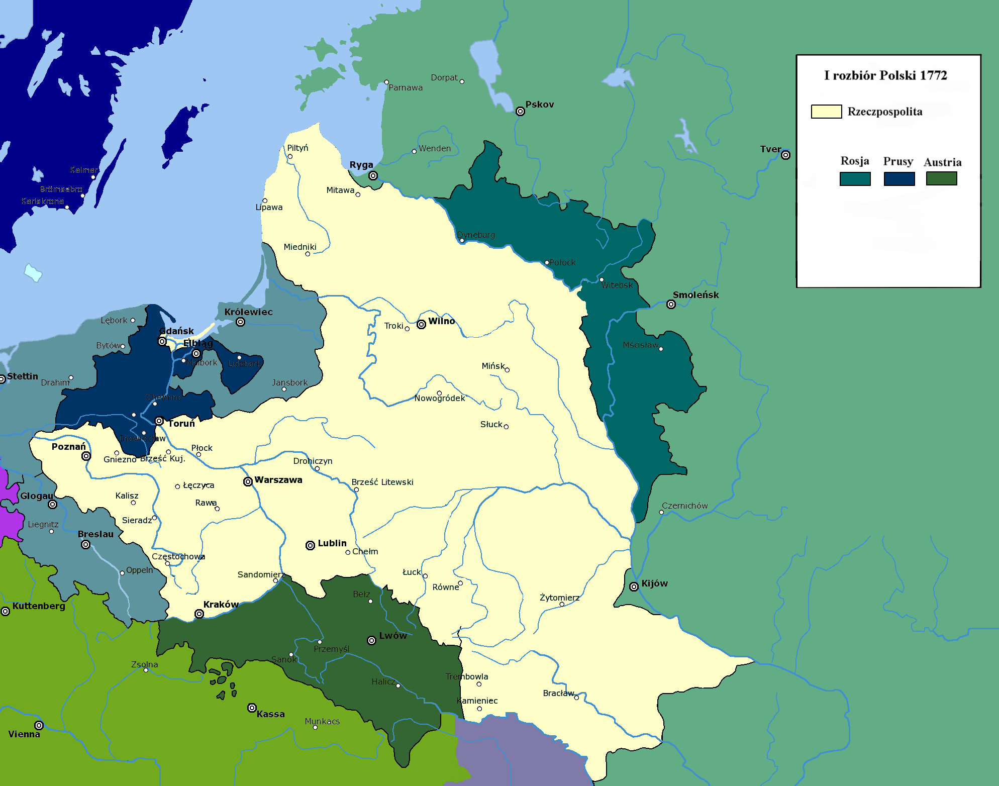 I rozbiór Polski 1772
Rzeczpospolita
Rosja Prusy Austria
Dorpat
Parnawa
Pskov
Piltyń
Wenden
Tver
Ryga
Kalmar
Brömsebro
Karlskrona
Mitawa
Lipawa
Dyneburg
Miedniki
Połock
Witebsk
Smoleńsk
Królewiec
Lębork
Gdańsk
Troki
Wilno
Elbląg
Bytów
Malbork
Lidzbark
Mścisław
Mińsk
Stettin
Drahim
Jansbork
Chełmno
Nowogródek
Toruń
Słuck
Inowrocław
Poznań
Płock
Gniezno
Brześć Kuj.
Drohiczyn
Warszawa
Brześć Litewski
Łęczyca
Kalisz
Glogau
Rawa
Czernichów
Sieradz
Liegnitz
Breslau
Lublin
Chełm
Częstochowa
Oppeln
Sandomierz
Łuck
Równe
Kijów
Bełz
Żytomierz
Kuttenberg
Kraków
Lwów
Przemyśl
Sanok
Zsolna
Trembowla
Halicz
Bracław
Kamieniec
Kassa
Munkacs
Vienna